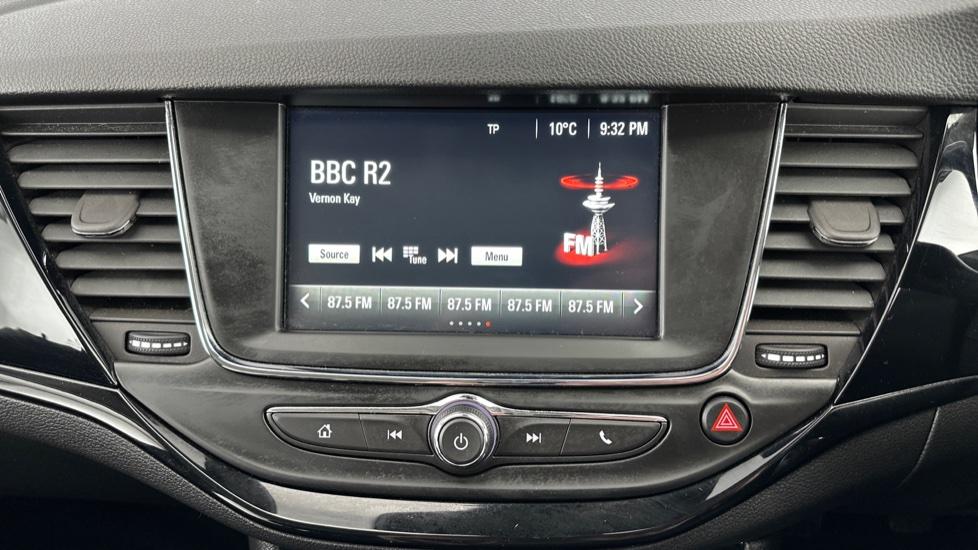 TP 10°C 9:32 PM
BBC R2
Vernon Kay
FM
Source Tune Menu
87.5 FM 87.5 FM 87.5 FM 87.5 FM 87.5 FM